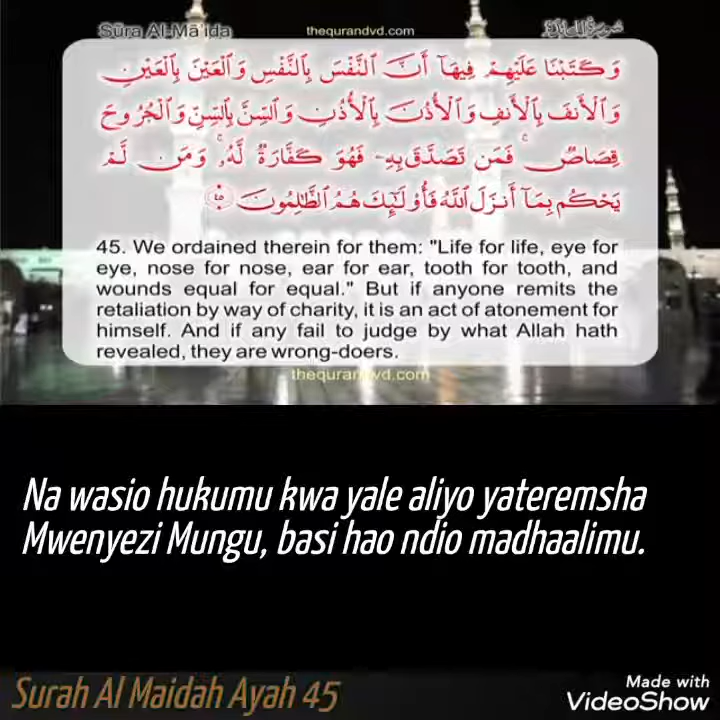 Sūra Al-Mā'ida thequrandvd.com سورة المائدة
وَكَتَبْنَا عَلَيْهِمْ فِيهَآ أَنَّ ٱلنَّفْسَ بِٱلنَّفْسِ وَٱلْعَيْنَ بِٱلْعَيْنِ
وَٱلْأَنفَ بِٱلْأَنفِ وَٱلْأُذُنَ بِٱلْأُذُنِ وَٱلسِّنَّ بِٱلسِّنِّ وَٱلْجُرُوحَ
قِصَاصٌ ۚ فَمَن تَصَدَّقَ بِهِۦ فَهُوَ كَفَّارَةٌ لَّهُۥ ۚ وَمَن لَّمْ
يَحْكُم بِمَآ أَنزَلَ ٱللَّهُ فَأُو۟لَٰٓئِكَ هُمُ ٱلظَّٰلِمُونَ ٤٥
45. We ordained therein for them: "Life for life, eye for
eye, nose for nose, ear for ear, tooth for tooth, and
wounds equal for equal." But if anyone remits the
retaliation by way of charity, it is an act of atonement for
himself. And if any fail to judge by what Allah hath
revealed, they are wrong-doers.
thequrandvd.com
Na wasio hukumu kwa yale aliyo yateremsha
Mwenyezi Mungu, basi hao ndio madhaalimu.
Surah Al Maidah Ayah 45
Made with
VideoShow